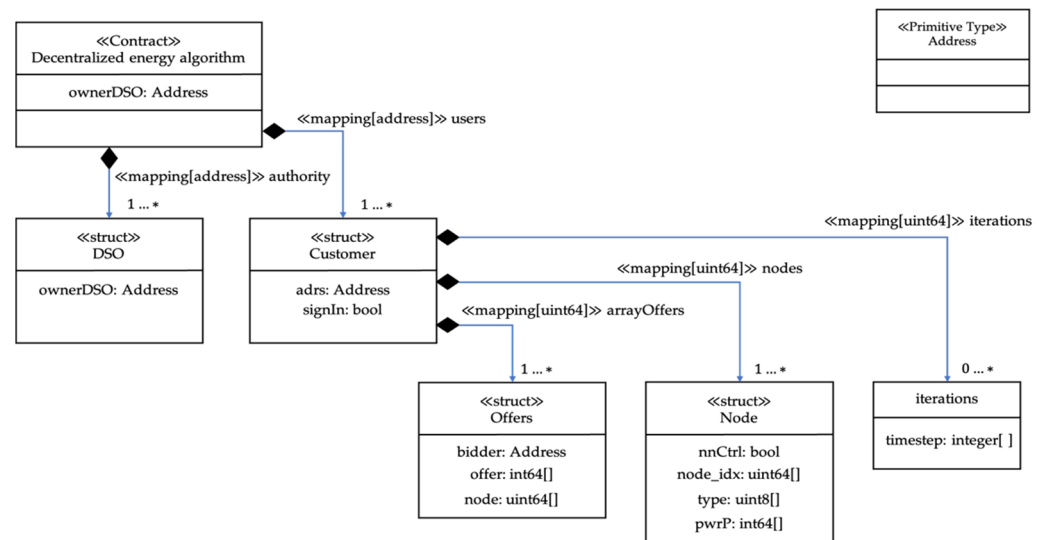 ≪Contract≫
Decentralized energy algorithm
ownerDSO: Address
≪Primitive Type≫
Address
≪mapping[address]≫ users
≪mapping[address]≫ authority
1 ... *
1 ... *
≪struct≫
DSO
ownerDSO: Address
≪struct≫
Customer
adrs: Address
signIn: bool
≪mapping[uint64]≫ iterations
≪mapping[uint64]≫ nodes
≪mapping[uint64]≫ arrayOffers
1 ... *
1 ... *
0 ... *
≪struct≫
Offers
bidder: Address
offer: int64[]
node: uint64[]
≪struct≫
Node
nnCtrl: bool
node_idx: uint64[]
type: uint8[]
pwrP: int64[]
iterations
timestep: integer[ ]